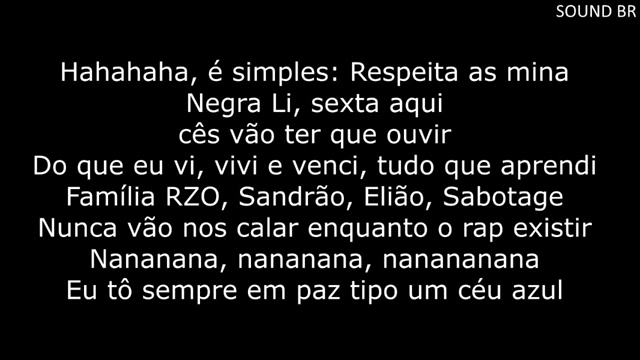 SOUND BR
Hahahaha, é simples: Respeita as mina
Negra Li, sexta aqui
cês vão ter que ouvir
Do que eu vi, vivi e venci, tudo que aprendi
Família RZO, Sandrão, Elião, Sabotage
Nunca vão nos calar enquanto o rap existir
Nananana, nananana, nanananana
Eu tô sempre em paz tipo um céu azul